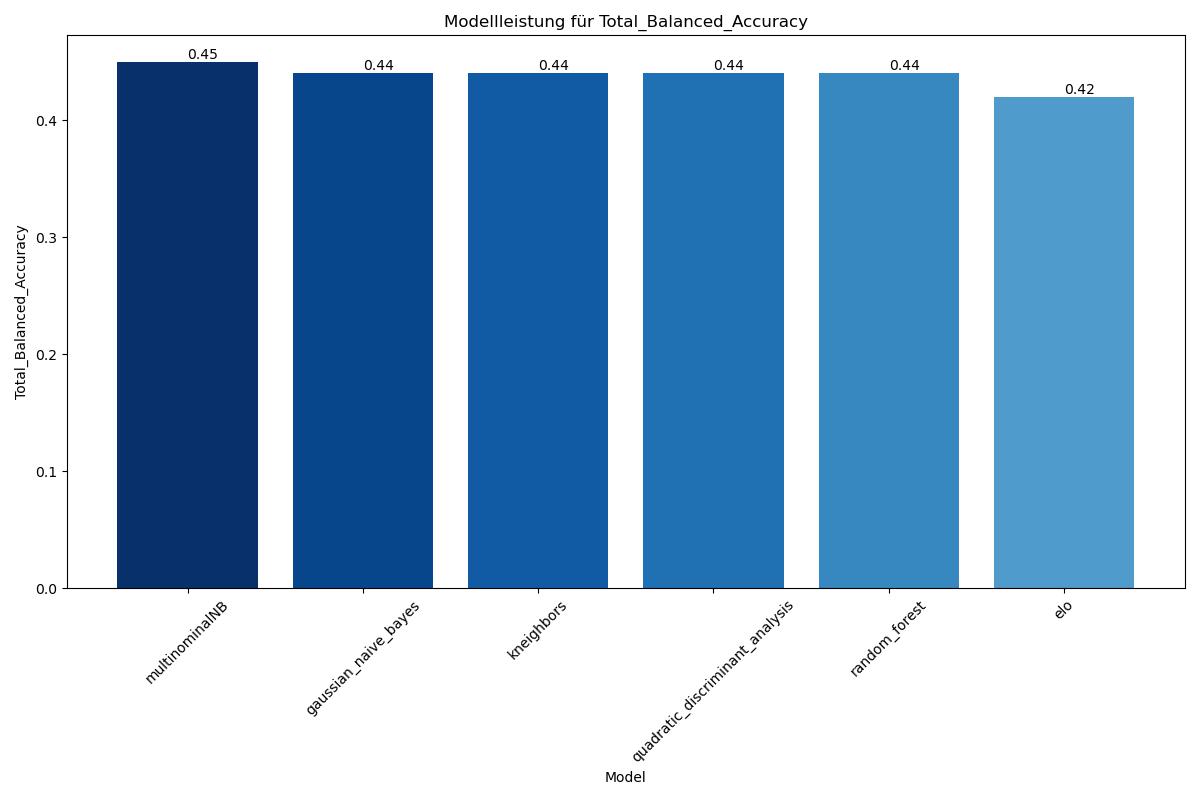 Modellleistung für Total_Balanced_Accuracy
0.45
0.44
0.44
0.44
0.44
0.42
Total_Balanced_Accuracy
0.4
0.3
0.2
0.1
0.0
multinominalNB
gaussian_naive_bayes
kneighbors
quadratic_discriminant_analysis
random_forest
elo
Model